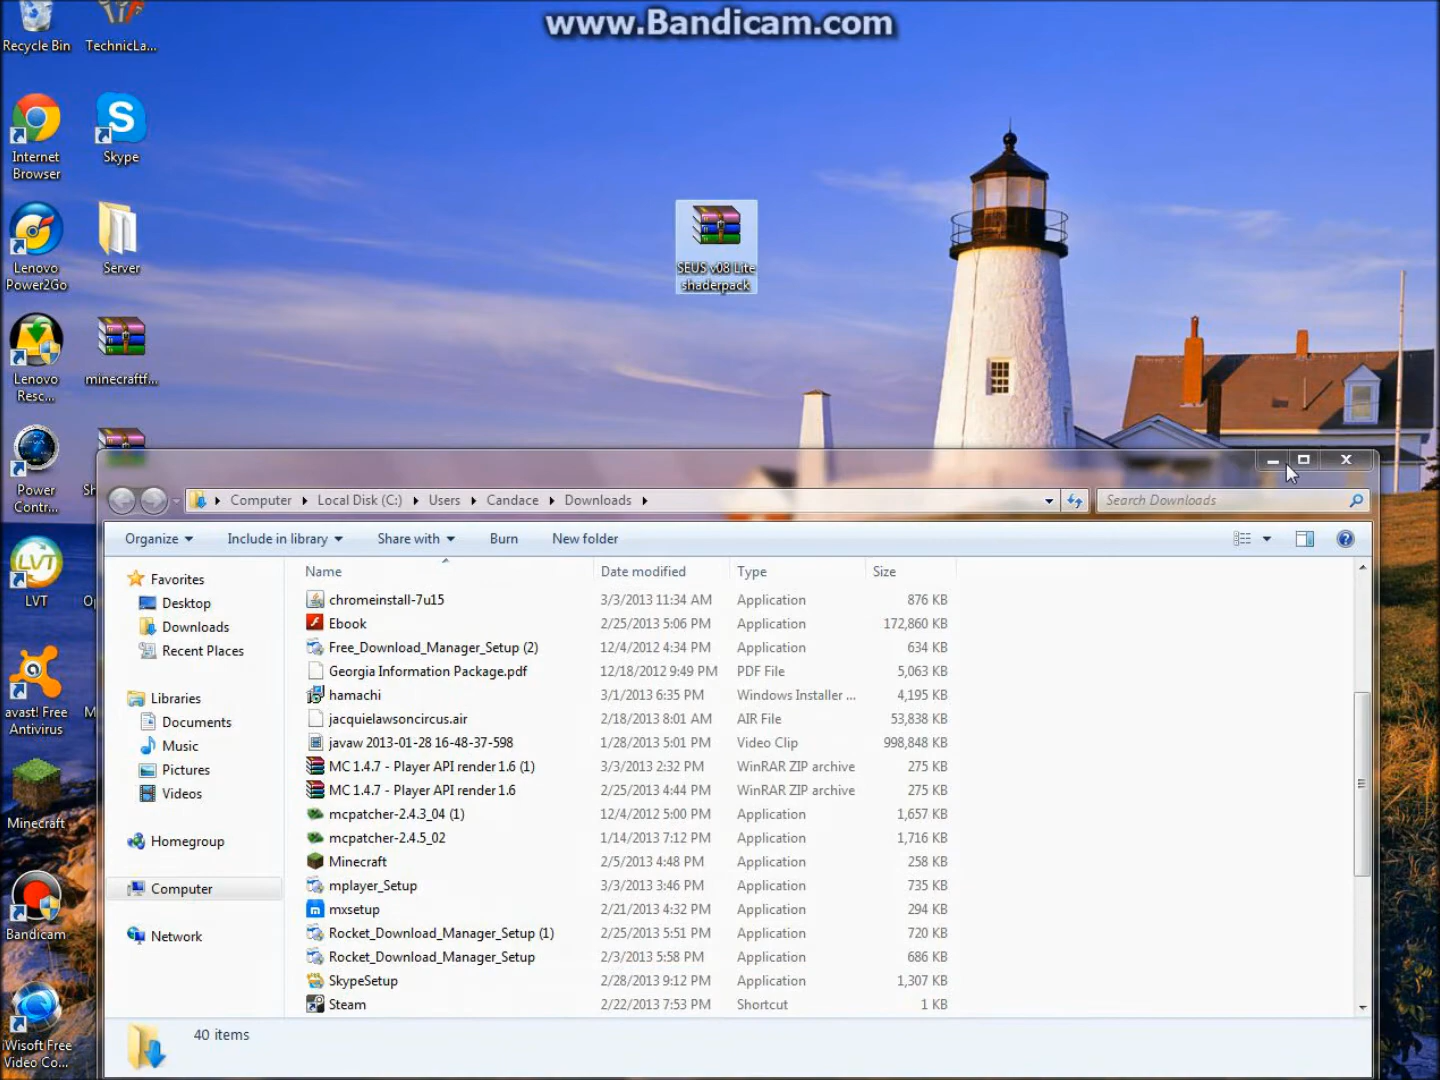 www.Bandicam.com
Recycle Bin
TechnicLa...
Internet
Browser
Skype
Lenovo
Power2Go
Server
SEUS v08 Lite
shaderpack
Lenovo
Resc...
minecraftf...
Power
Contr...
Sh
LVT
Op
avast! Free
Antivirus
M
Minecraft
Bandicam
iWisoft Free
Video Co...
Computer
Local Disk (C:)
Users
Candace
Downloads
Search Downloads
Organize
Include in library
Share with
Burn
New folder
Favorites
Desktop
Downloads
Recent Places
Libraries
Documents
Music
Pictures
Videos
Homegroup
Computer
Network
Name Date modified Type Size
chromeinstall-7u15 3/3/2013 11:34 AM Application 876 KB
Ebook 2/25/2013 5:06 PM Application 172,860 KB
Free_Download_Manager_Setup (2) 12/4/2012 4:34 PM Application 634 KB
Georgia Information Package.pdf 12/18/2012 9:49 PM PDF File 5,063 KB
hamachi 3/1/2013 6:35 PM Windows Installer ... 4,195 KB
jacquielawsoncircus.air 2/18/2013 8:01 AM AIR File 53,838 KB
javaw 2013-01-28 16-48-37-598 1/28/2013 5:01 PM Video Clip 998,848 KB
MC 1.4.7 - Player API render 1.6 (1) 3/3/2013 2:32 PM WinRAR ZIP archive 275 KB
MC 1.4.7 - Player API render 1.6 2/25/2013 4:44 PM WinRAR ZIP archive 275 KB
mcpatcher-2.4.3_04 (1) 12/4/2012 5:00 PM Application 1,657 KB
mcpatcher-2.4.5_02 1/14/2013 7:12 PM Application 1,716 KB
Minecraft 2/5/2013 4:48 PM Application 258 KB
mplayer_Setup 3/3/2013 3:46 PM Application 735 KB
mxsetup 2/21/2013 4:32 PM Application 294 KB
Rocket_Download_Manager_Setup (1) 2/25/2013 5:51 PM Application 720 KB
Rocket_Download_Manager_Setup 2/3/2013 5:58 PM Application 686 KB
SkypeSetup 2/28/2013 9:12 PM Application 1,307 KB
Steam 2/22/2013 7:53 PM Shortcut 1 KB
40 items